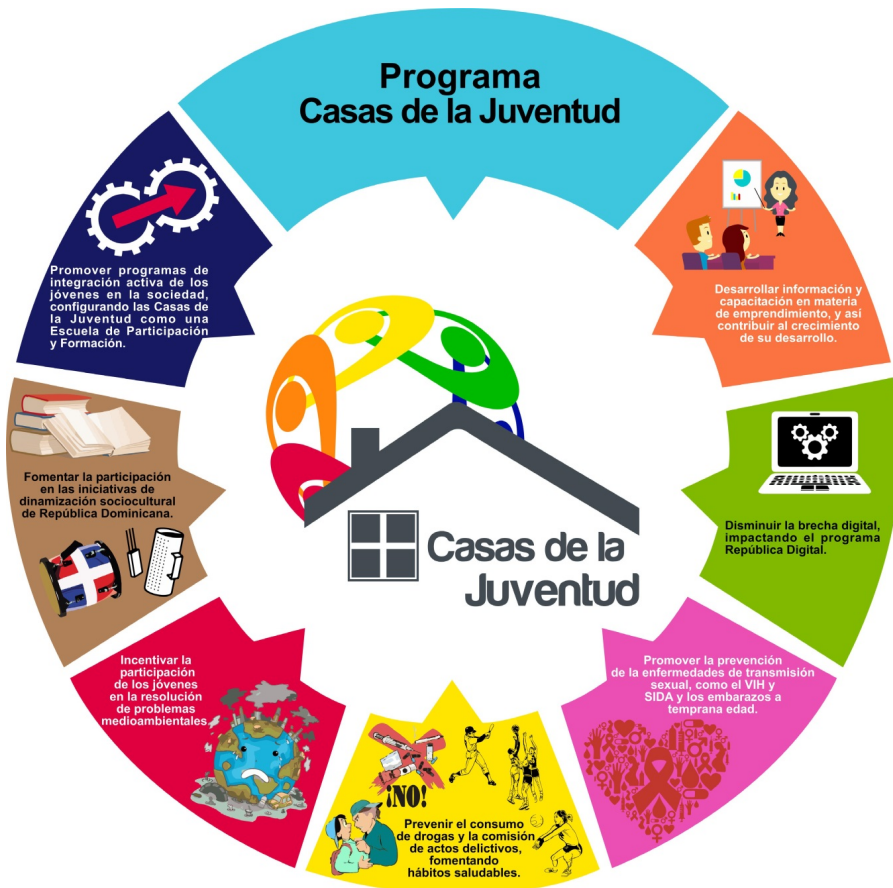 Programa
Casas de la Juventud
Desarrollar información y
capacitación en materia
de emprendimiento, y así
contribuir al crecimiento
de su desarrollo.
Disminuir la brecha digital,
impactando el programa
República Digital.
Promover la prevención
de la enfermedades de transmisión
sexual, como el VIH y
SIDA y los embarazos a
temprana edad.
¡NO!
Prevenir el consumo
de drogas y la comisión
de actos delictivos,
fomentando
hábitos saludables.
Incentivar la
participación
de los jóvenes
en la resolución
de problemas
medioambientales.
Fomentar la participación
en las iniciativas de
dinamización sociocultural
de República Dominicana.
Promover programas de
integración activa de los
jóvenes en la sociedad,
configurando las Casas de
la Juventud como una
Escuela de Participación
y Formación.
Casas de la
Juventud